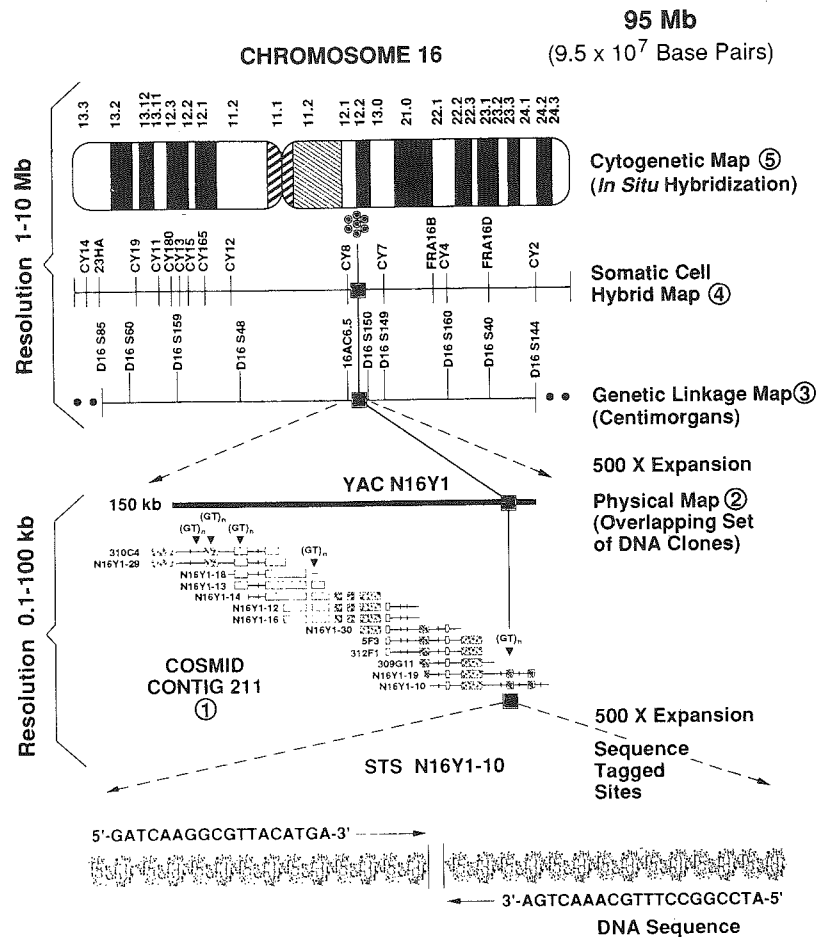 95 Mb
CHROMOSOME 16
(9.5 x 10^7 Base Pairs)
13.3
13.2
13.12
13.11
12.3
12.2
12.1
11.2
11.1
11.2
12.1
12.2
13.0
21.0
22.1
22.2
22.3
23.1
23.2
23.3
24.1
24.2
24.3
Resolution 1-10 Mb
Cytogenetic Map ⑤
(In Situ Hybridization)
CY14
23HA
CY19
CY11
CY180
CY13
CY15
CY165
CY12
CY8
CY7
FRA16B
CY4
FRA16D
CY2
Somatic Cell
Hybrid Map ④
D16 S85
D16 S60
D16 S159
D16 S48
16AC6.5
D16 S150
D16 S149
D16 S160
D16 S40
D16 S144
Genetic Linkage Map ③
(Centimorgans)
500 X Expansion
YAC N16Y1
150 kb
Physical Map ②
(Overlapping Set
of DNA Clones)
Resolution 0.1-100 kb
(GT)n
(GT)n
(GT)n
(GT)n
(GT)n
310C4
N16Y1-29
N16Y1-18
N16Y1-13
N16Y1-14
N16Y1-12
N16Y1-16
N16Y1-30
5F3
312F1
309G11
N16Y1-19
N16Y1-10
COSMID
CONTIG 211
①
500 X Expansion
STS N16Y1-10
Sequence
Tagged
Sites
5'-GATCAAGGCGTTACATGA-3'
3'-AGTCAAACGTTTCCGGCCTA-5'
DNA Sequence